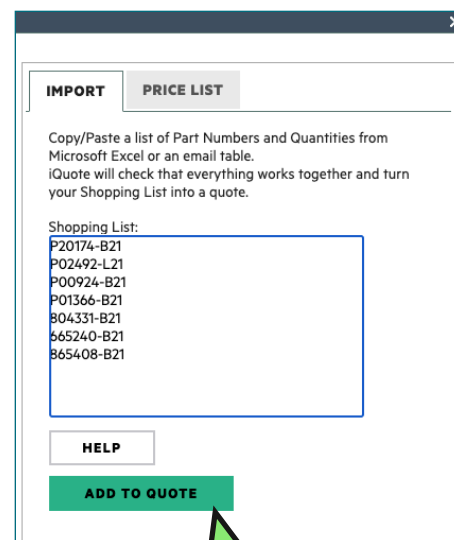 IMPORT
PRICE LIST
Copy/Paste a list of Part Numbers and Quantities from
Microsoft Excel or an email table.
iQuote will check that everything works together and turn
your Shopping List into a quote.
Shopping List:
P20174-B21
P02492-L21
P00924-B21
P01366-B21
804331-B21
665240-B21
865408-B21
HELP
ADD TO QUOTE